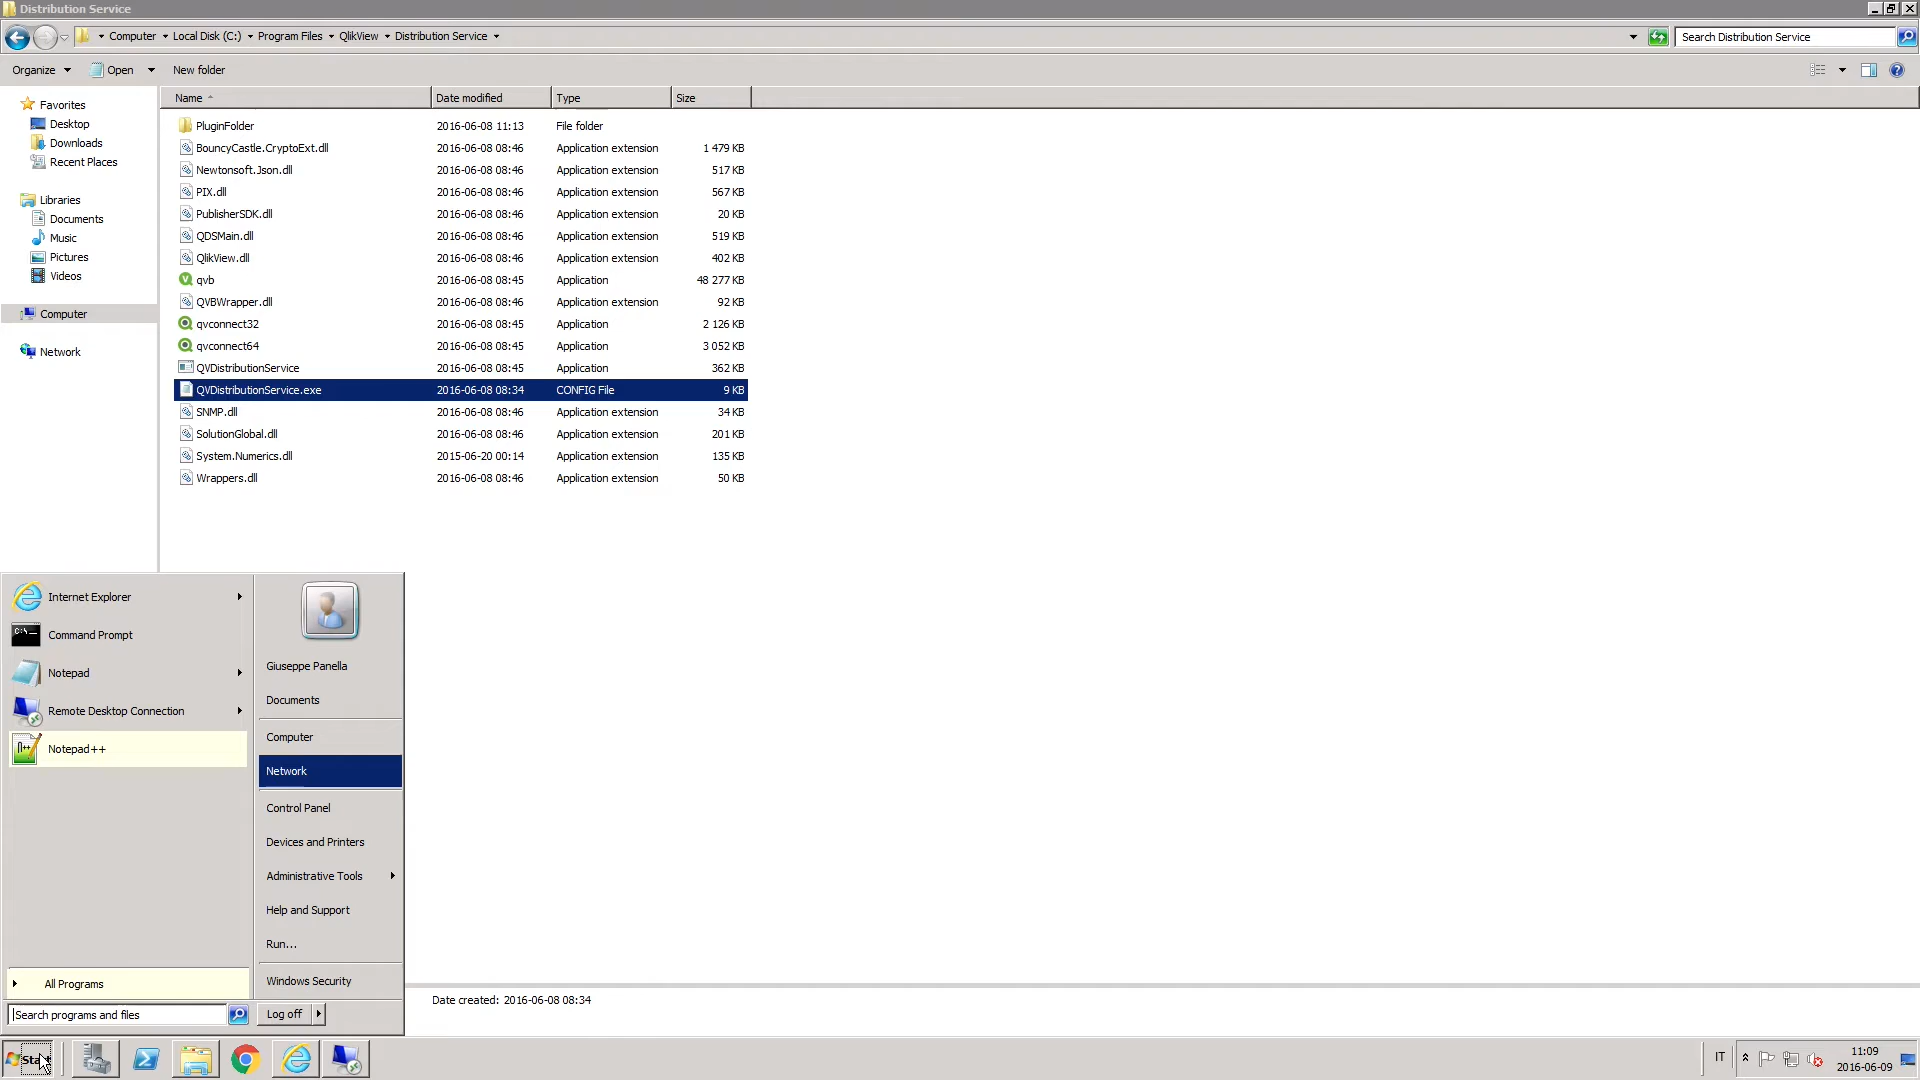 Distribution Service
Computer Local Disk (C:) Program Files QlikView Distribution Service
Search Distribution Service
Organize Open New folder
Name Date modified Type Size
Favorites
Desktop
Downloads
Recent Places
Libraries
Documents
Music
Pictures
Videos
Computer
Network
PluginFolder 2016-06-08 11:13 File folder
BouncyCastle.CryptoExt.dll 2016-06-08 08:46 Application extension 1 479 KB
Newtonsoft.Json.dll 2016-06-08 08:46 Application extension 517 KB
PIX.dll 2016-06-08 08:46 Application extension 567 KB
PublisherSDK.dll 2016-06-08 08:46 Application extension 20 KB
QDSMain.dll 2016-06-08 08:46 Application extension 519 KB
QlikView.dll 2016-06-08 08:46 Application extension 402 KB
qvb 2016-06-08 08:45 Application 48 277 KB
QVBWrapper.dll 2016-06-08 08:46 Application extension 92 KB
qvconnect32 2016-06-08 08:45 Application 2 126 KB
qvconnect64 2016-06-08 08:45 Application 3 052 KB
QVDistributionService 2016-06-08 08:45 Application 362 KB
QVDistributionService.exe 2016-06-08 08:34 CONFIG File 9 KB
SNMP.dll 2016-06-08 08:46 Application extension 34 KB
SolutionGlobal.dll 2016-06-08 08:46 Application extension 201 KB
System.Numerics.dll 2015-06-20 00:14 Application extension 135 KB
Wrappers.dll 2016-06-08 08:46 Application extension 50 KB
Internet Explorer
Command Prompt
Notepad
Remote Desktop Connection
Notepad++
All Programs
Search programs and files
Giuseppe Panella
Documents
Computer
Network
Control Panel
Devices and Printers
Administrative Tools
Help and Support
Run...
Windows Security
Log off
Date created: 2016-06-08 08:34
Start
IT
11:09
2016-06-09